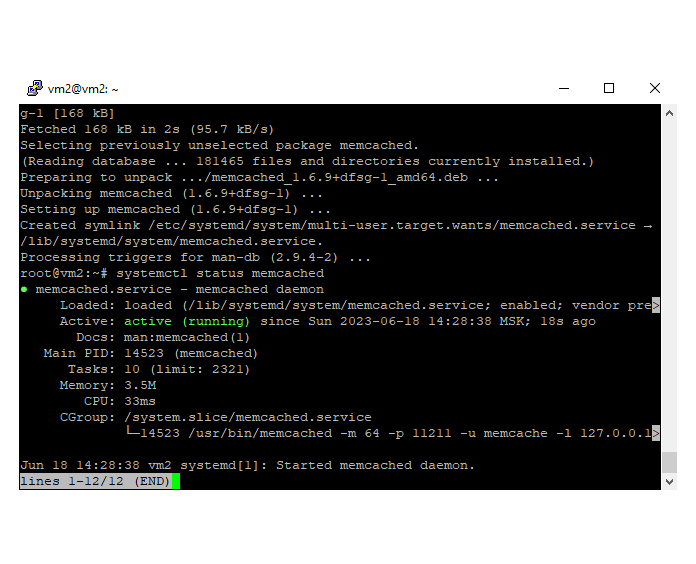 vm2@vm2: ~
g-1 [168 kB]
Fetched 168 kB in 2s (95.7 kB/s)
Selecting previously unselected package memcached.
(Reading database ... 181465 files and directories currently installed.)
Preparing to unpack .../memcached_1.6.9+dfsg-1_amd64.deb ...
Unpacking memcached (1.6.9+dfsg-1) ...
Setting up memcached (1.6.9+dfsg-1) ...
Created symlink /etc/systemd/system/multi-user.target.wants/memcached.service →
/lib/systemd/system/memcached.service.
Processing triggers for man-db (2.9.4-2) ...
root@vm2:~# systemctl status memcached
● memcached.service - memcached daemon
     Loaded: loaded (/lib/systemd/system/memcached.service; enabled; vendor pre>
     Active: active (running) since Sun 2023-06-18 14:28:38 MSK; 18s ago
       Docs: man:memcached(1)
   Main PID: 14523 (memcached)
      Tasks: 10 (limit: 2321)
     Memory: 3.5M
        CPU: 33ms
     CGroup: /system.slice/memcached.service
             └─14523 /usr/bin/memcached -m 64 -p 11211 -u memcache -l 127.0.0.1>
Jun 18 14:28:38 vm2 systemd[1]: Started memcached daemon.
lines 1-12/12 (END)